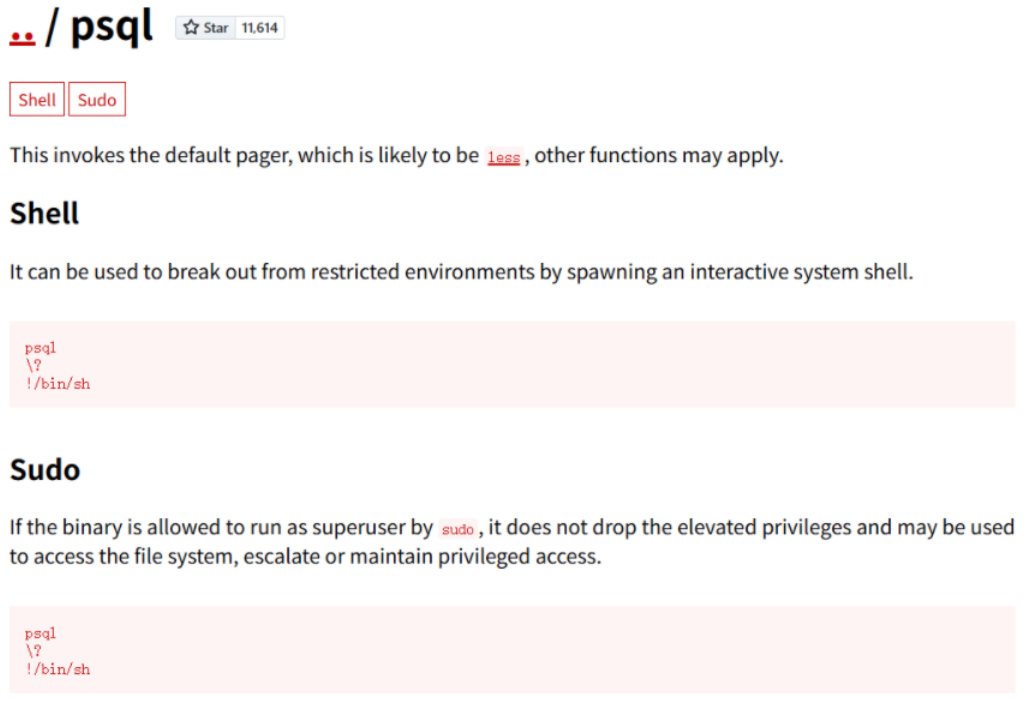 .. / psql Star 11,614
Shell Sudo
This invokes the default pager, which is likely to be less, other functions may apply.
Shell
It can be used to break out from restricted environments by spawning an interactive system shell.
psql
\?
!/bin/sh
Sudo
If the binary is allowed to run as superuser by sudo, it does not drop the elevated privileges and may be used
to access the file system, escalate or maintain privileged access.
psql
\?
!/bin/sh